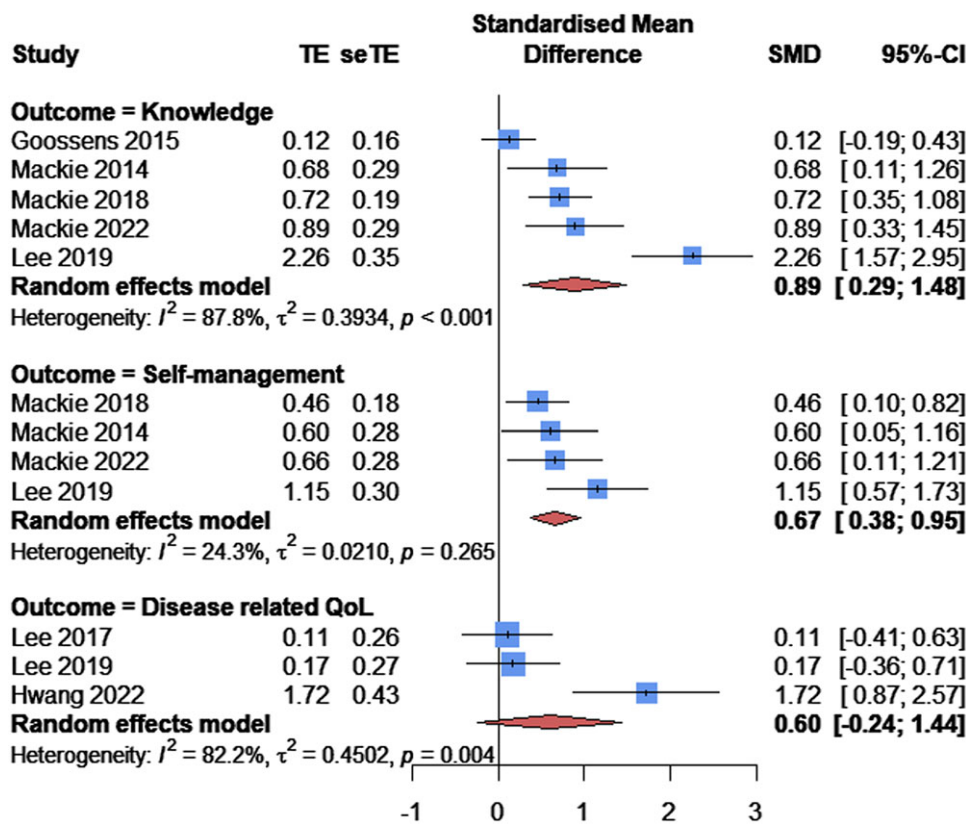 Standardised Mean
Study TE seTE Difference SMD 95%-CI
Outcome = Knowledge
Goossens 2015 0.12 0.16 0.12 [-0.19; 0.43]
Mackie 2014 0.68 0.29 0.68 [ 0.11; 1.26]
Mackie 2018 0.72 0.19 0.72 [ 0.35; 1.08]
Mackie 2022 0.89 0.29 0.89 [ 0.33; 1.45]
Lee 2019 2.26 0.35 2.26 [ 1.57; 2.95]
Random effects model 0.89 [ 0.29; 1.48]
Heterogeneity: I² = 87.8%, τ² = 0.3934, p < 0.001
Outcome = Self-management
Mackie 2018 0.46 0.18 0.46 [ 0.10; 0.82]
Mackie 2014 0.60 0.28 0.60 [ 0.05; 1.16]
Mackie 2022 0.66 0.28 0.66 [ 0.11; 1.21]
Lee 2019 1.15 0.30 1.15 [ 0.57; 1.73]
Random effects model 0.67 [ 0.38; 0.95]
Heterogeneity: I² = 24.3%, τ² = 0.0210, p = 0.265
Outcome = Disease related QoL
Lee 2017 0.11 0.26 0.11 [-0.41; 0.63]
Lee 2019 0.17 0.27 0.17 [-0.36; 0.71]
Hwang 2022 1.72 0.43 1.72 [ 0.87; 2.57]
Random effects model 0.60 [-0.24; 1.44]
Heterogeneity: I² = 82.2%, τ² = 0.4502, p = 0.004
-1 0 1 2 3